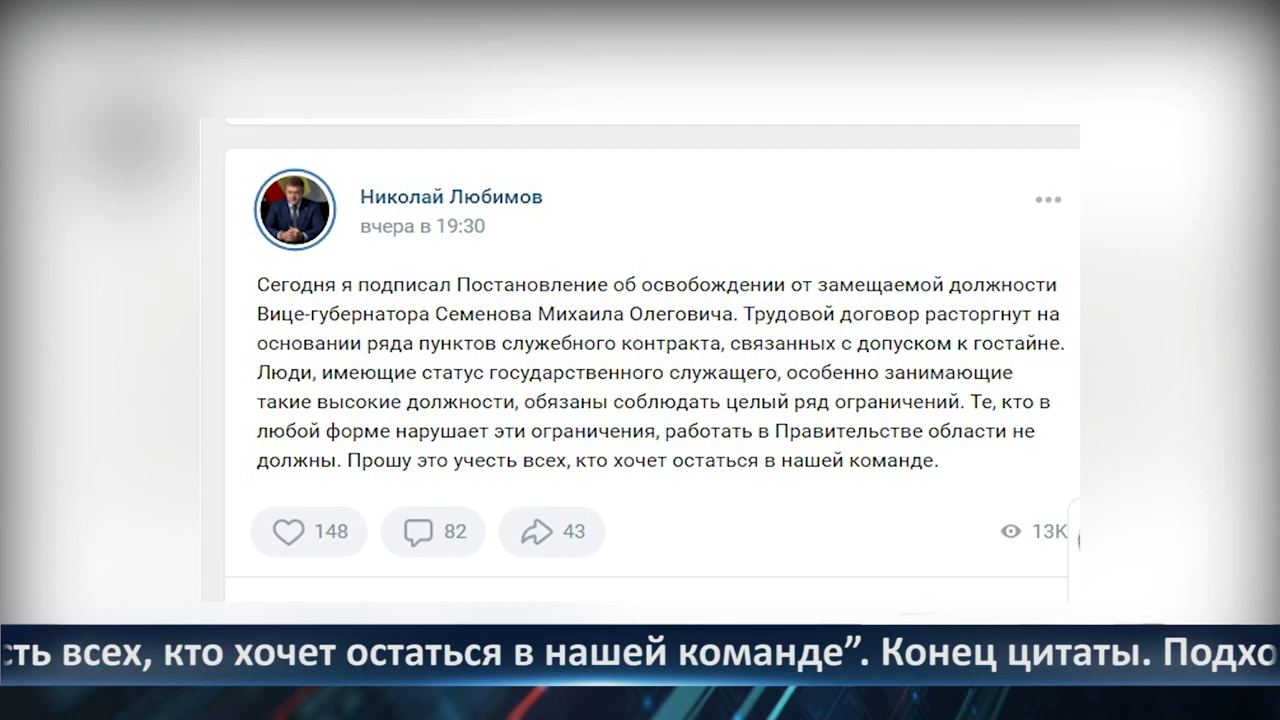 Николай Любимов
вчера в 19:30
Сегодня я подписал Постановление об освобождении от замещаемой должности
Вице-губернатора Семенова Михаила Олеговича. Трудовой договор расторгнут на
основании ряда пунктов служебного контракта, связанных с допуском к гостайне.
Люди, имеющие статус государственного служащего, особенно занимающие
такие высокие должности, обязаны соблюдать целый ряд ограничений. Те, кто в
любой форме нарушает эти ограничения, работать в Правительстве области не
должны. Прошу это учесть всех, кто хочет остаться в нашей команде.
148 82 43 13K
сть всех, кто хочет остаться в нашей команде”. Конец цитаты. Подхо